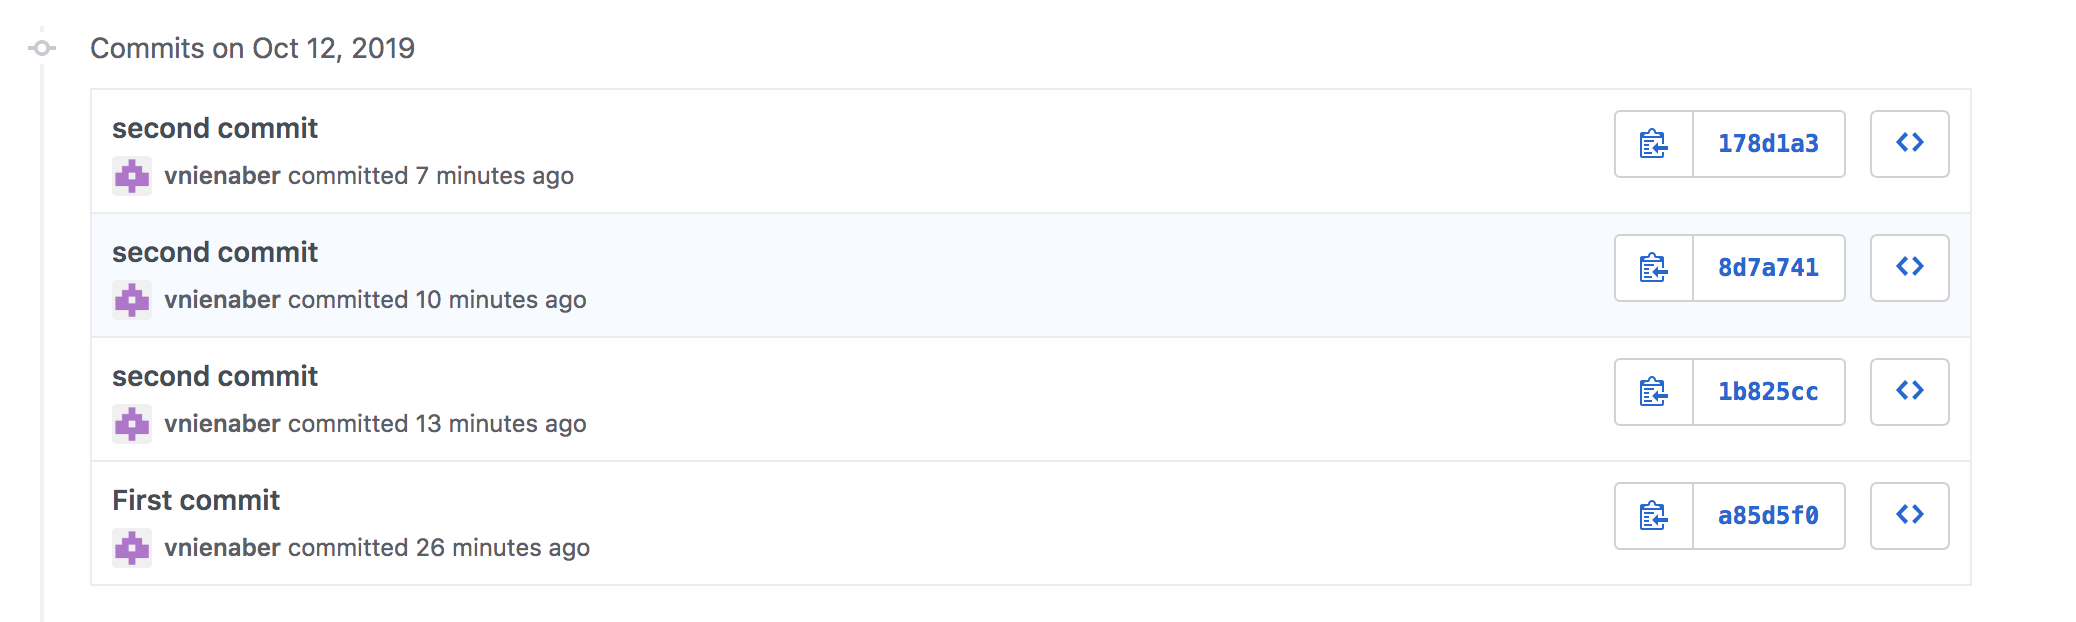 Commits on Oct 12, 2019
second commit
178d1a3
vnienaber committed 7 minutes ago
second commit
8d7a741
vnienaber committed 10 minutes ago
second commit
1b825cc
vnienaber committed 13 minutes ago
First commit
a85d5f0
vnienaber committed 26 minutes ago